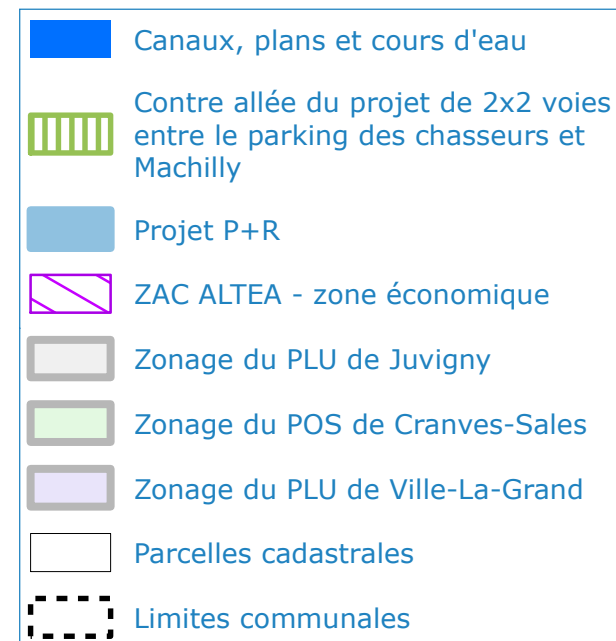 Canaux, plans et cours d'eau
Contre allée du projet de 2x2 voies
entre le parking des chasseurs et
Machilly
Projet P+R
ZAC ALTEA - zone économique
Zonage du PLU de Juvigny
Zonage du POS de Cranves-Sales
Zonage du PLU de Ville-La-Grand
Parcelles cadastrales
Limites communales